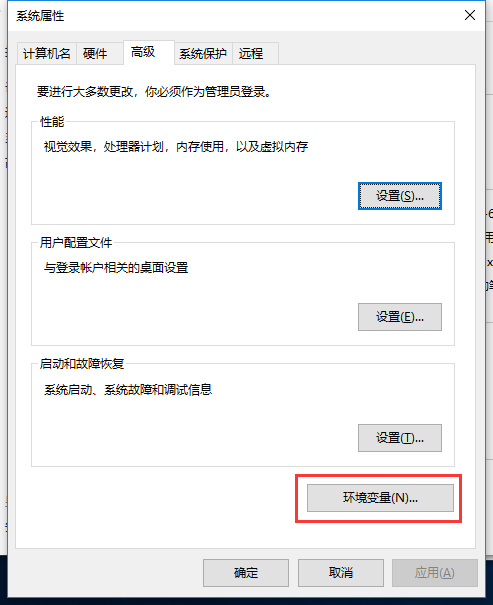 系统属性
计算机名 硬件 高级 系统保护 远程
要进行大多数更改，你必须作为管理员登录。
性能
视觉效果，处理器计划，内存使用，以及虚拟内存
设置(S)...
用户配置文件
与登录帐户相关的桌面设置
设置(E)...
启动和故障恢复
系统启动、系统故障和调试信息
设置(T)...
环境变量(N)...
确定 取消 应用(A)